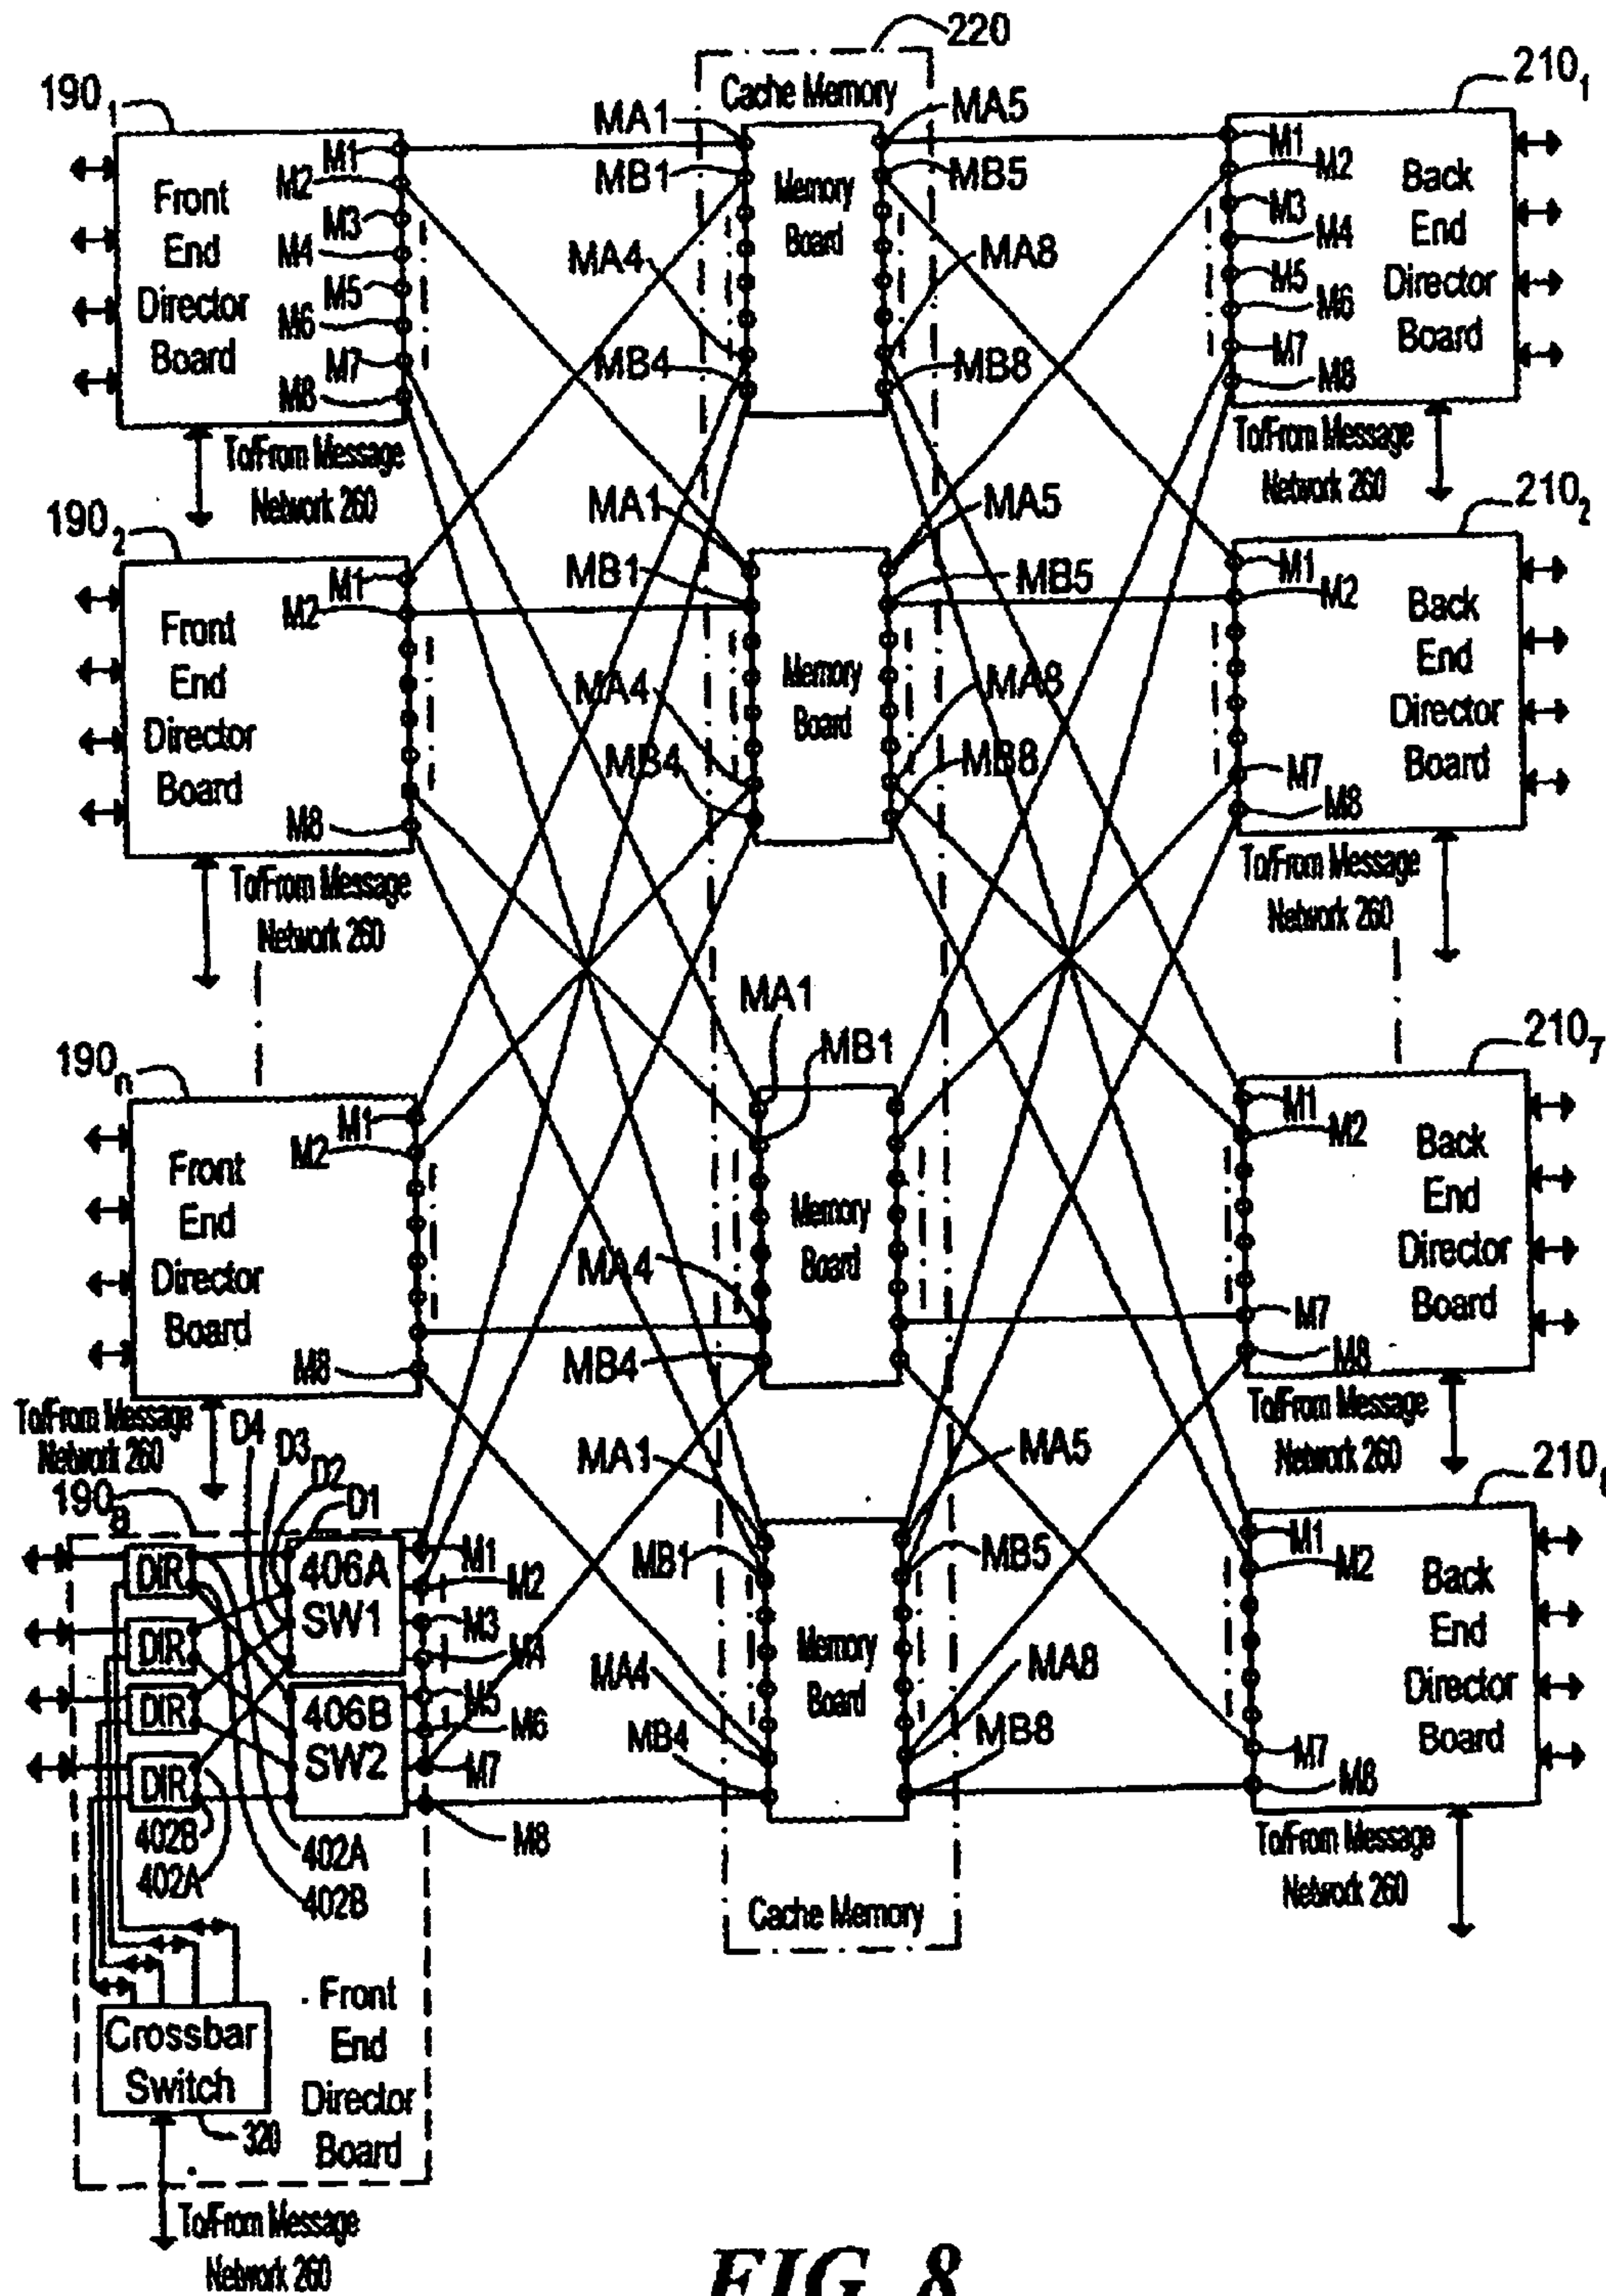 220
190₁
Cache Memory
210₁
MA1
MA5
MB1
MB5
MA4
MA8
MB4
MB8
Memory
Board
Front
End
Director
Board
M1
M2
M3
M4
M5
M6
M7
M8
M1
M2
M3
M4
M5
M6
M7
M8
Back
End
Director
Board
To/From Message
Network 260
To/From Message
Network 260
190₂
210₂
MA1
MA5
MB1
MB5
MA4
MA8
MB4
MB8
Memory
Board
Front
End
Director
Board
M1
M2
M8
M1
M2
M7
M8
Back
End
Director
Board
To/From Message
Network 260
To/From Message
Network 260
190n
210₇
MA1
MB1
MA4
MB4
Memory
Board
Front
End
Director
Board
M1
M2
M8
M1
M2
M7
M8
Back
End
Director
Board
To/From Message
Network 260
To/From Message
Network 260
190₈
D4
D3
D2
D1
MA1
MA5
MB1
MB5
MA4
MA8
MB4
MB8
Memory
Board
DIR
DIR
DIR
DIR
406A
SW1
406B
SW2
M1
M2
M3
M4
M5
M6
M7
M8
M1
M2
M7
M8
Back
End
Director
Board
402B
402A
402A
402B
To/From Message
Network 260
Cache Memory
Crossbar
Switch
320
Front
End
Director
Board
To/From Message
Network 260
FIG. 8